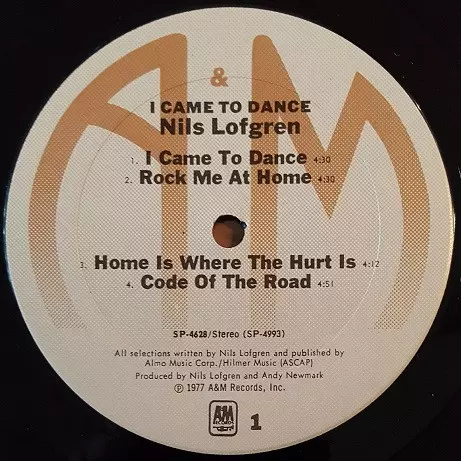 A&M
I CAME TO DANCE
Nils Lofgren
1. I Came To Dance 4:30
2. Rock Me At Home 4:30
3. Home Is Where The Hurt Is 4:12
4. Code Of The Road 4:51
SP-4628/Stereo (SP-4993)
All selections written by Nils Lofgren and published by
Almo Music Corp./Hilmer Music (ASCAP)
Produced by Nils Lofgren and Andy Newmark
℗ 1977 A&M Records, Inc.
A&M
RECORDS
1